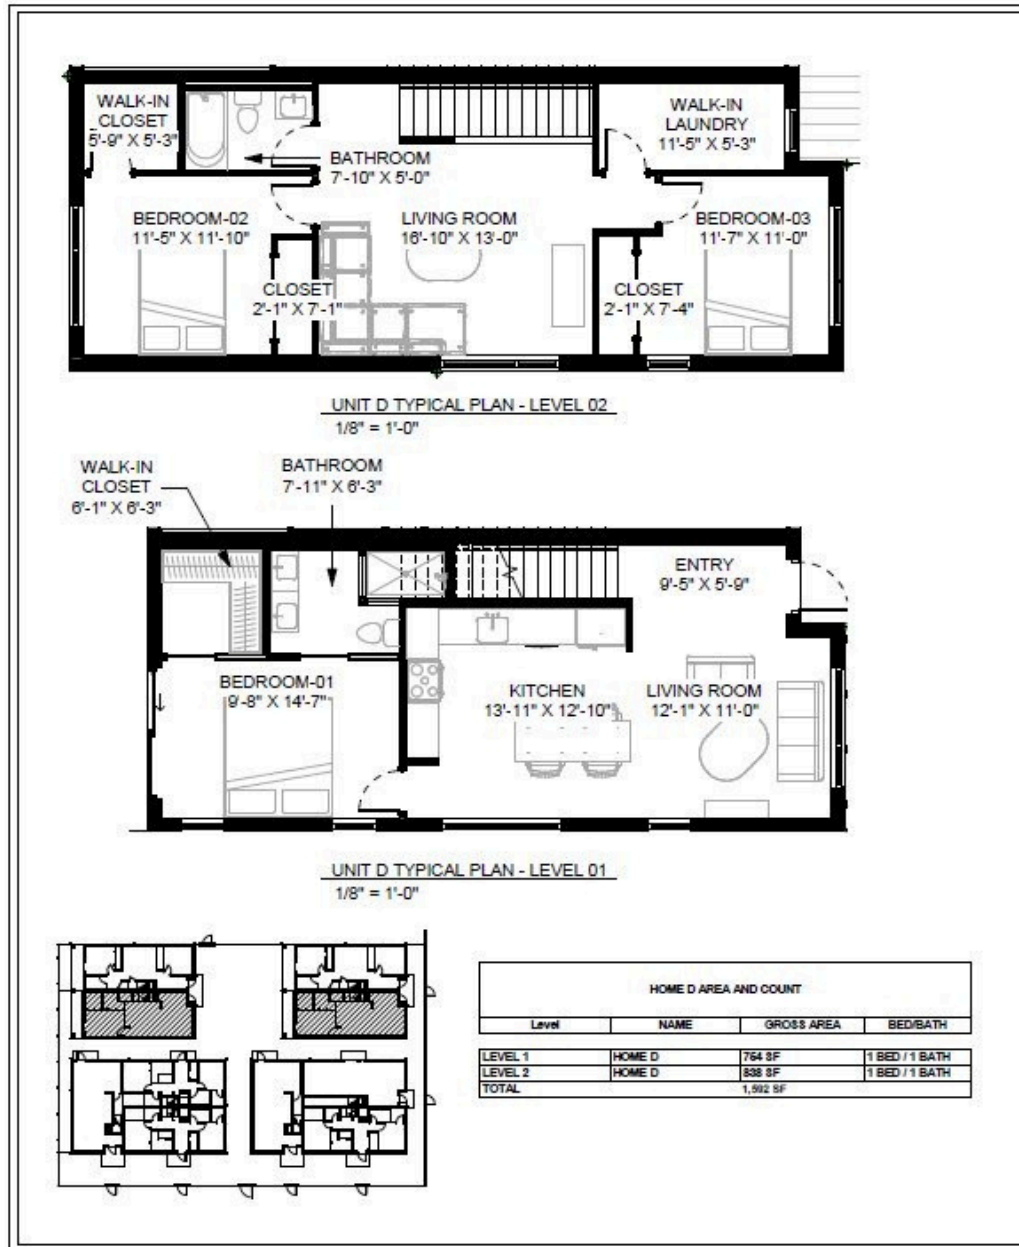 WALK-IN
CLOSET
5'-9" X 5'-3"
WALK-IN
LAUNDRY
11'-5" X 5'-3"
BATHROOM
7'-10" X 5'-0"
BEDROOM-02
11'-5" X 11'-10"
LIVING ROOM
16'-10" X 13'-0"
BEDROOM-03
11'-7" X 11'-0"
CLOSET
2'-1" X 7'-1"
CLOSET
2'-1" X 7'-4"
UNIT D TYPICAL PLAN - LEVEL 02
1/8" = 1'-0"
WALK-IN
CLOSET
6'-1" X 6'-3"
BATHROOM
7'-11" X 6'-3"
ENTRY
9'-5" X 5'-9"
BEDROOM-01
9'-8" X 14'-7"
KITCHEN
13'-11" X 12'-10"
LIVING ROOM
12'-1" X 11'-0"
UNIT D TYPICAL PLAN - LEVEL 01
1/8" = 1'-0"
HOME D AREA AND COUNT
Level NAME GROSS AREA BED/BATH
LEVEL 1 HOME D 754 SF 1 BED / 1 BATH
LEVEL 2 HOME D 838 SF 1 BED / 1 BATH
TOTAL 1,592 SF